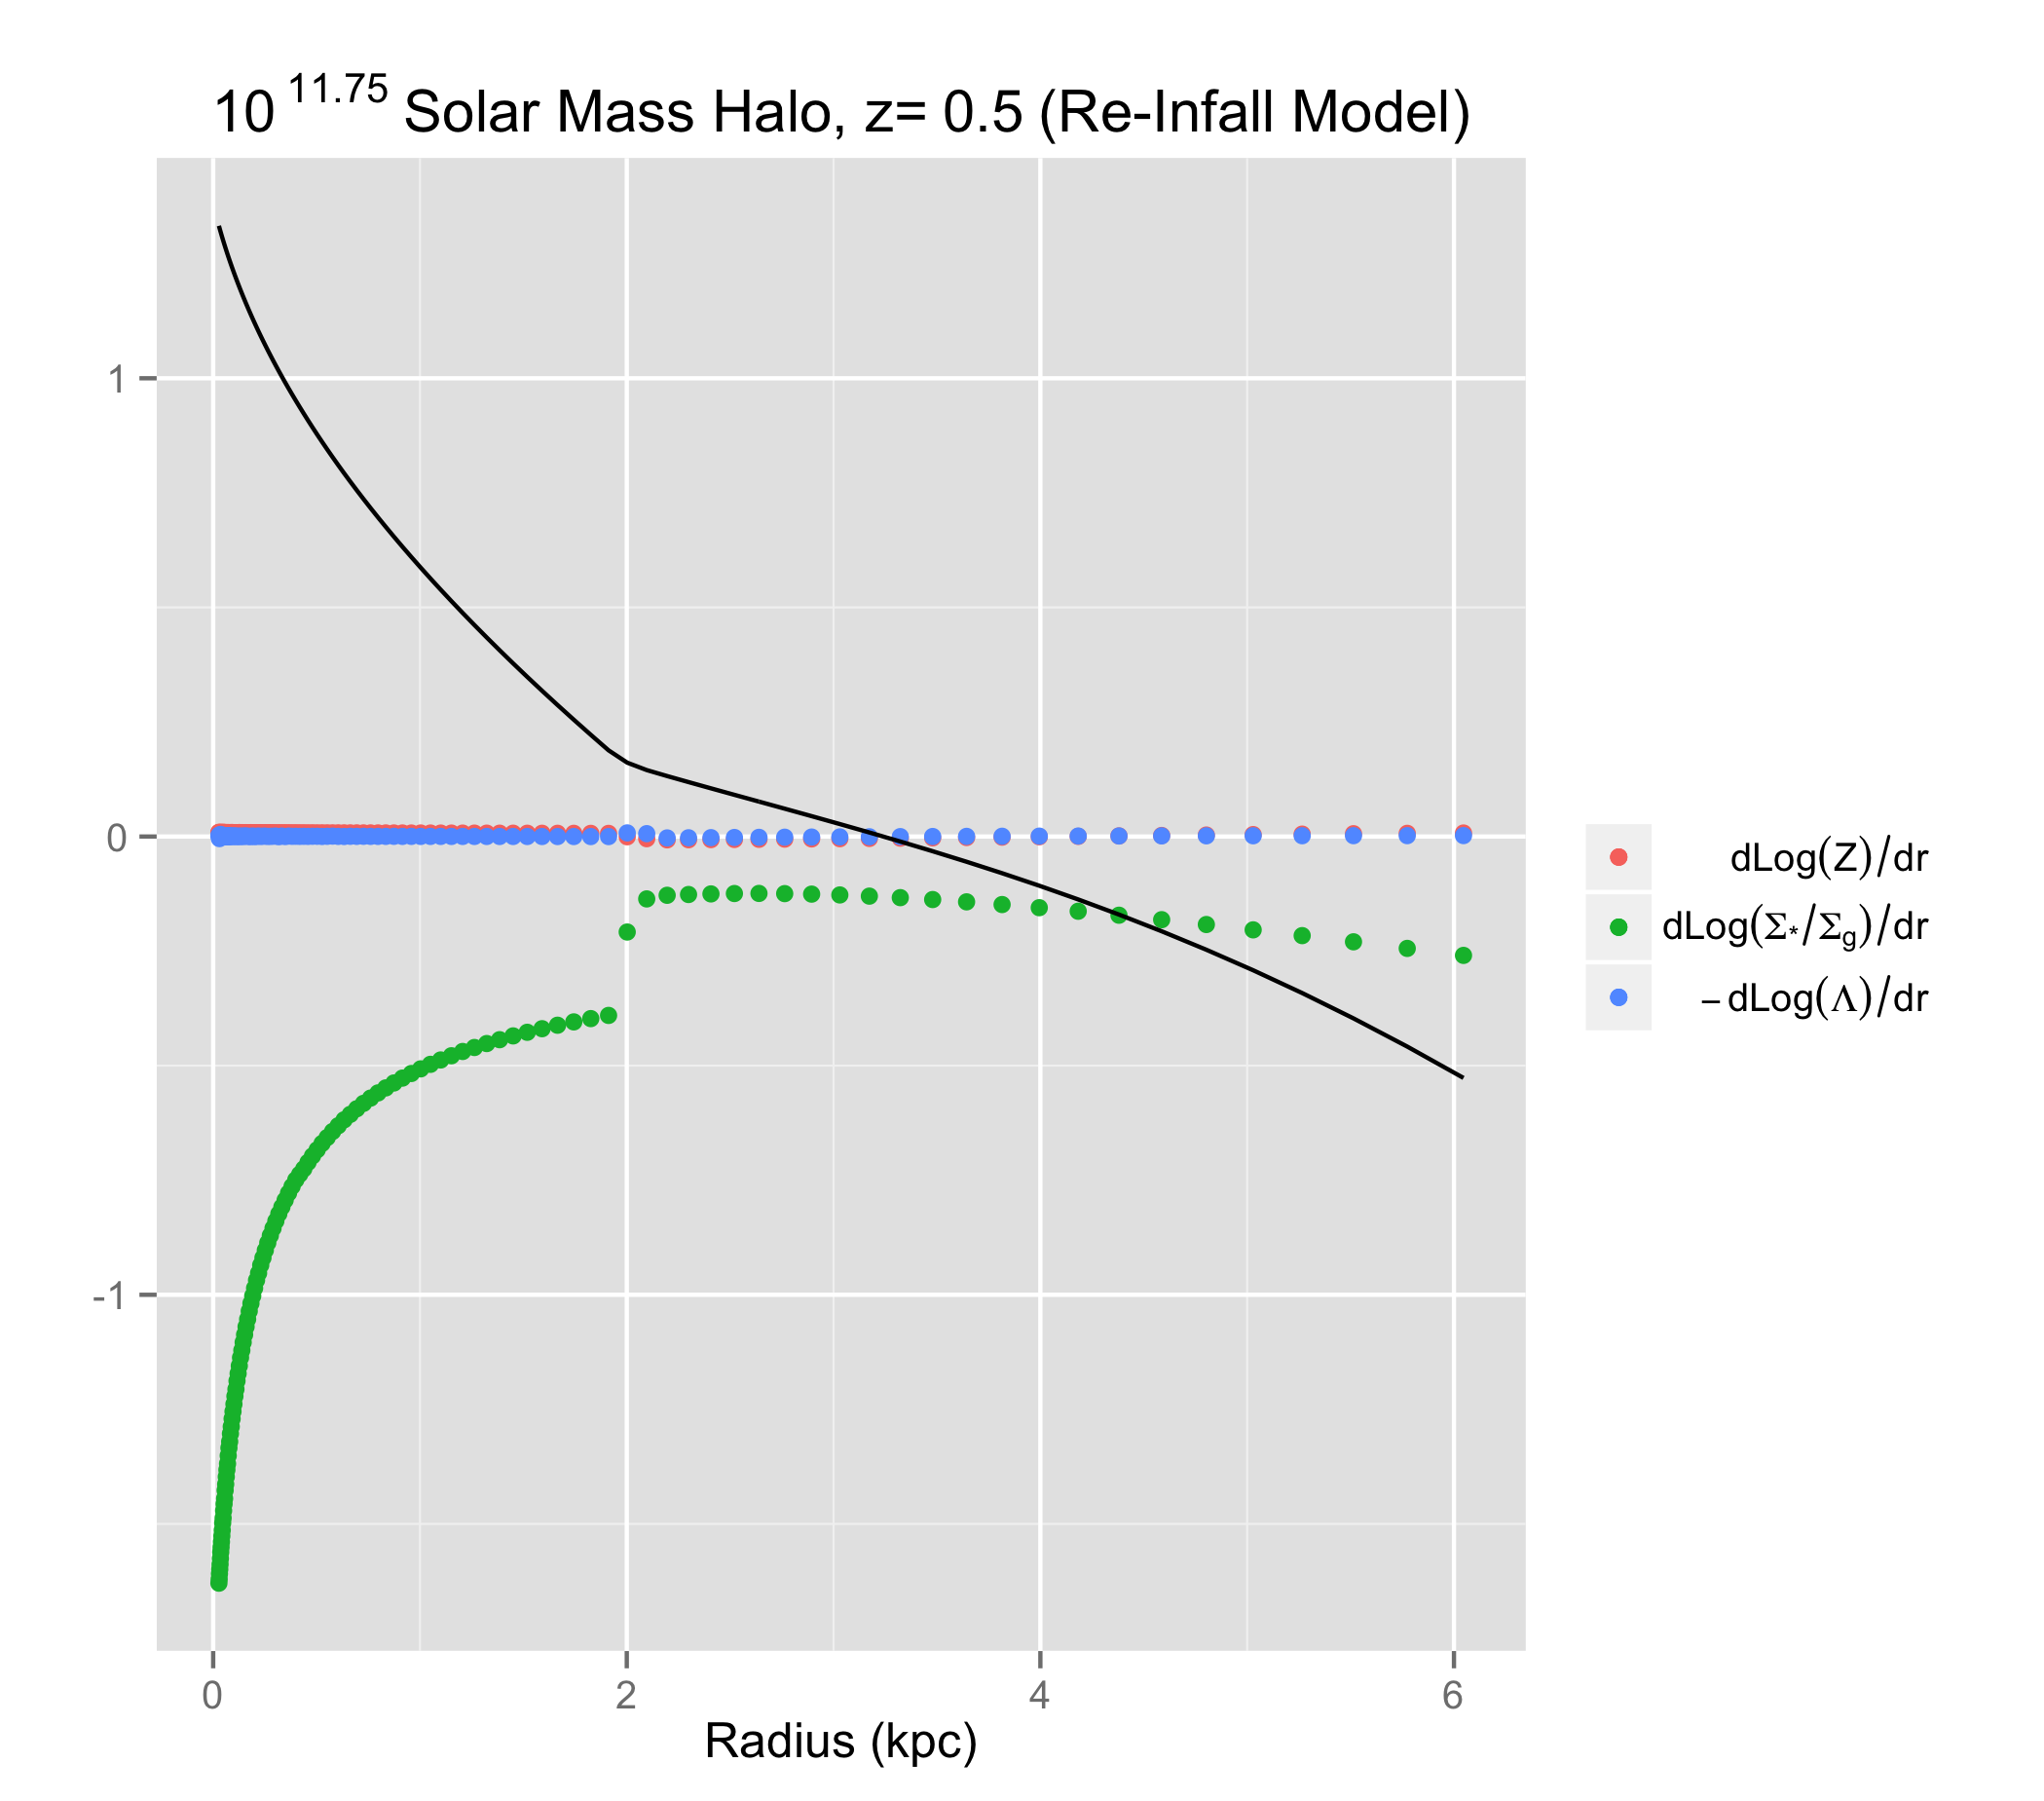 10 11.75 Solar Mass Halo, z= 0.5 (Re-Infall Model)
1
0
-1
0 2 4 6
Radius (kpc)
dLog(Z)/dr
dLog(Σ*/Σg)/dr
− dLog(Λ)/dr